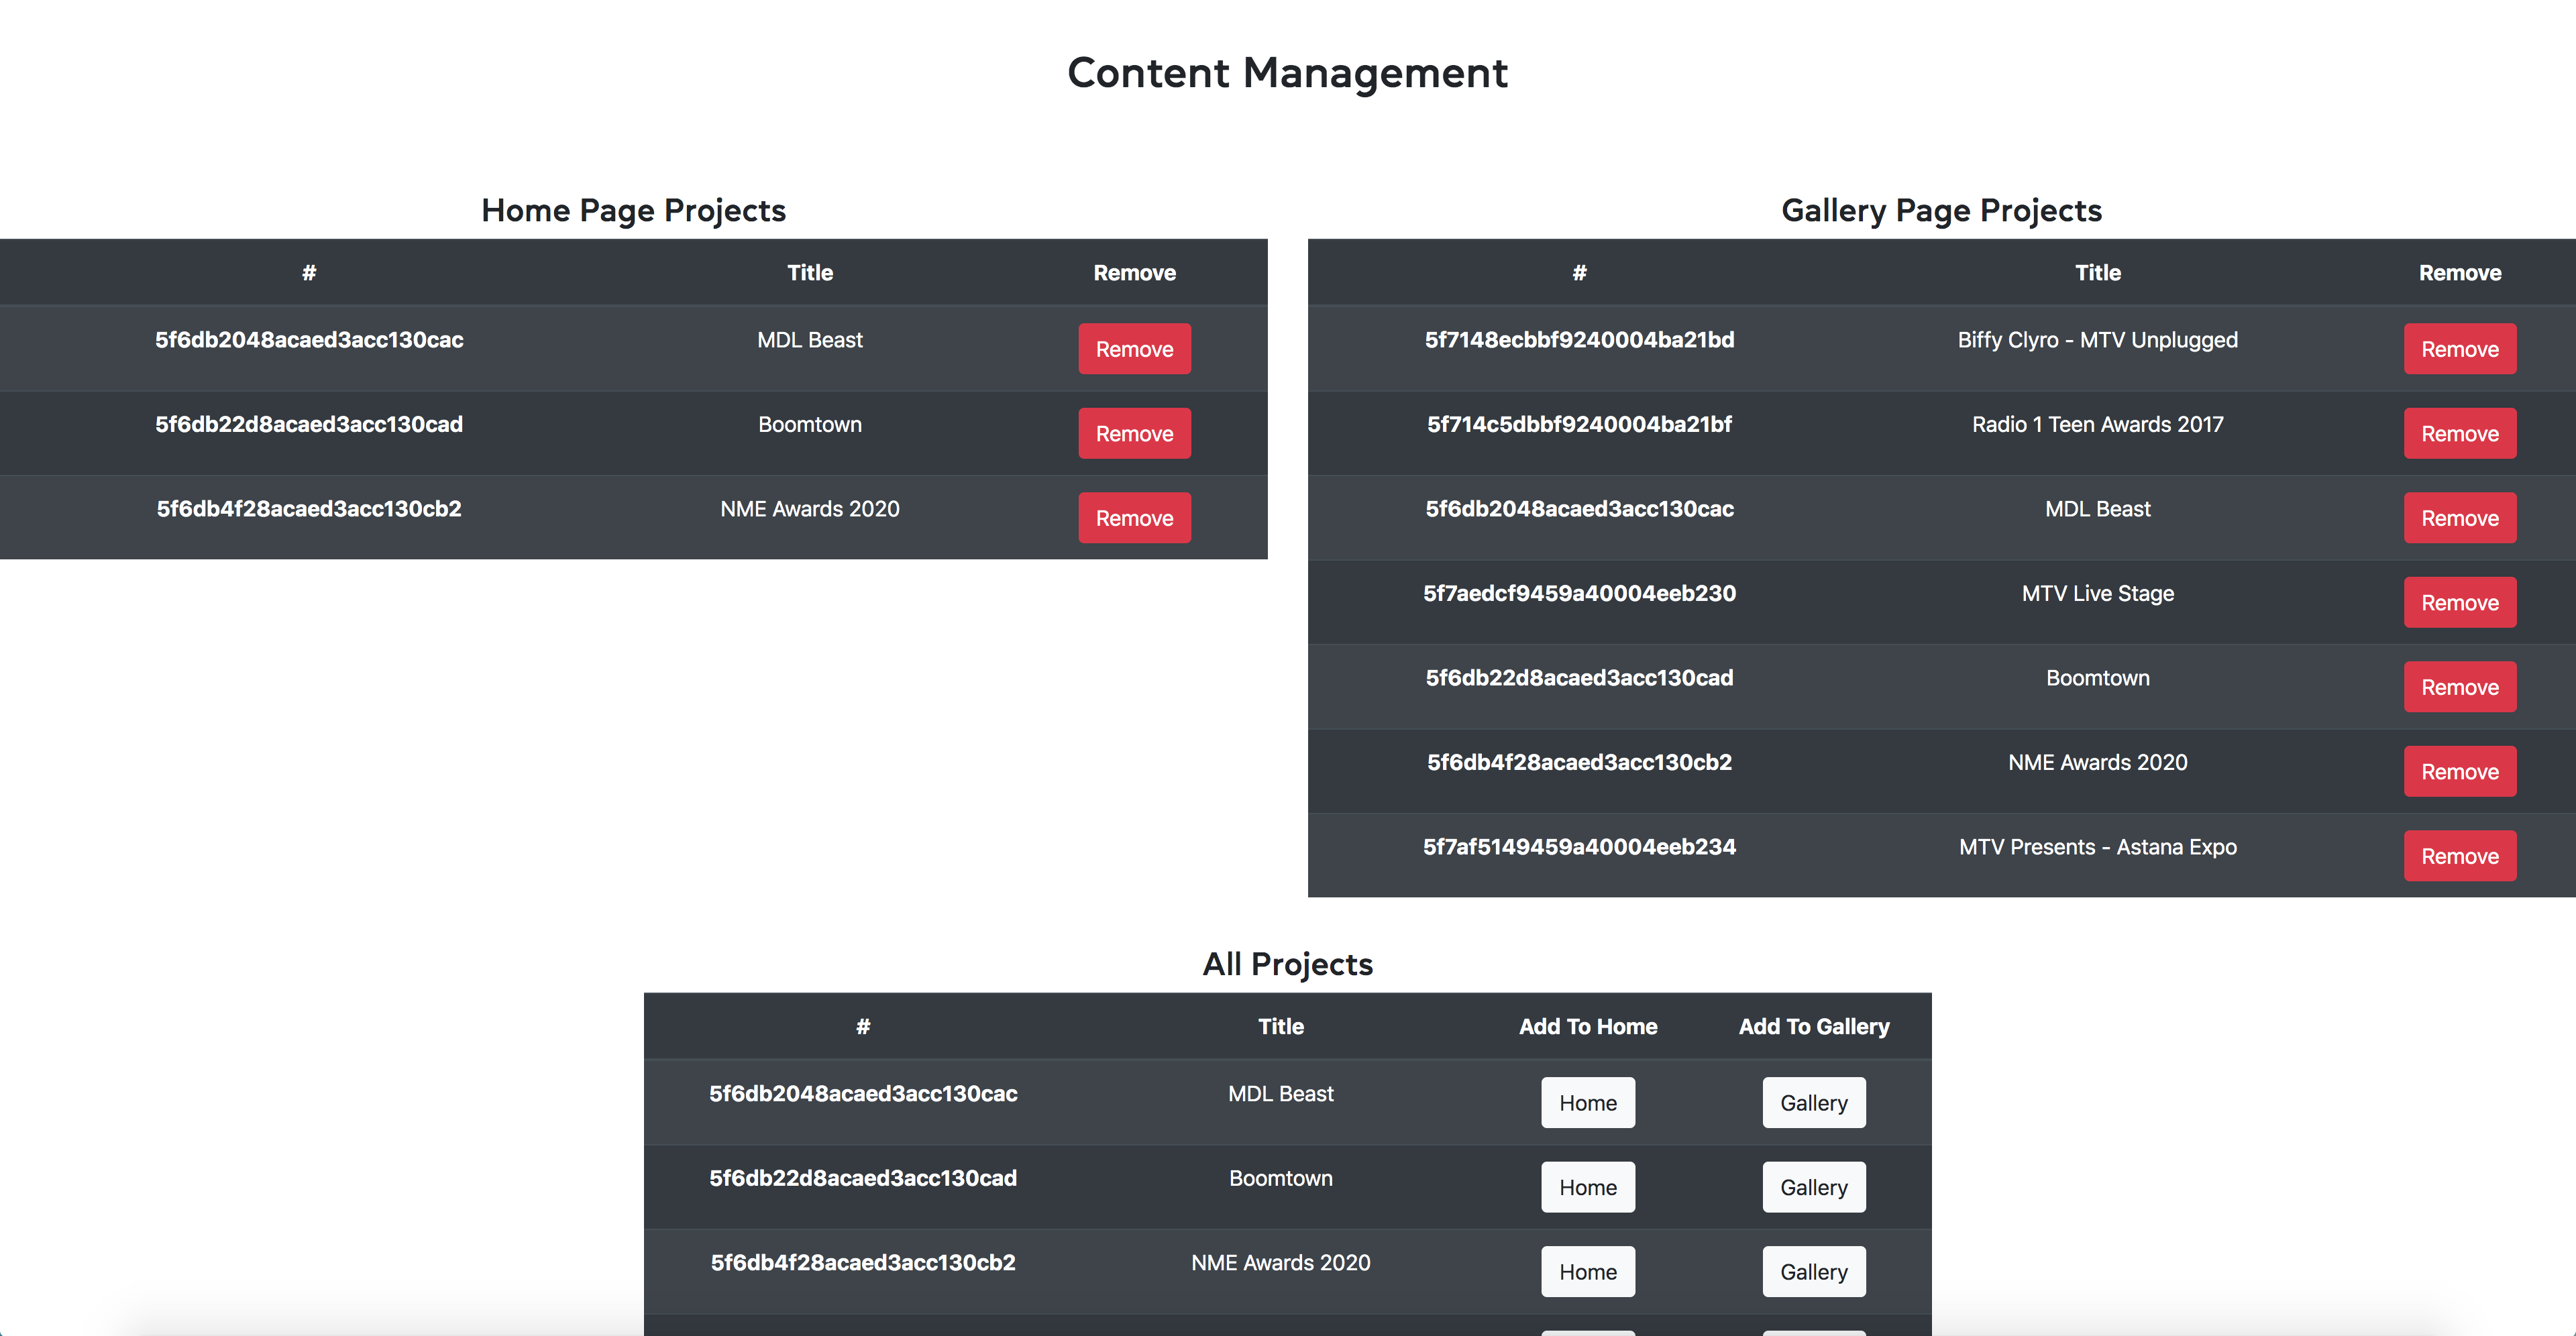 Content Management
Home Page Projects
# Title Remove
5f6db2048acaed3acc130cac MDL Beast Remove
5f6db22d8acaed3acc130cad Boomtown Remove
5f6db4f28acaed3acc130cb2 NME Awards 2020 Remove
Gallery Page Projects
# Title Remove
5f7148ecbbf9240004ba21bd Biffy Clyro - MTV Unplugged Remove
5f714c5dbbf9240004ba21bf Radio 1 Teen Awards 2017 Remove
5f6db2048acaed3acc130cac MDL Beast Remove
5f7aedcf9459a40004eeb230 MTV Live Stage Remove
5f6db22d8acaed3acc130cad Boomtown Remove
5f6db4f28acaed3acc130cb2 NME Awards 2020 Remove
5f7af5149459a40004eeb234 MTV Presents - Astana Expo Remove
All Projects
# Title Add To Home Add To Gallery
5f6db2048acaed3acc130cac MDL Beast Home Gallery
5f6db22d8acaed3acc130cad Boomtown Home Gallery
5f6db4f28acaed3acc130cb2 NME Awards 2020 Home Gallery